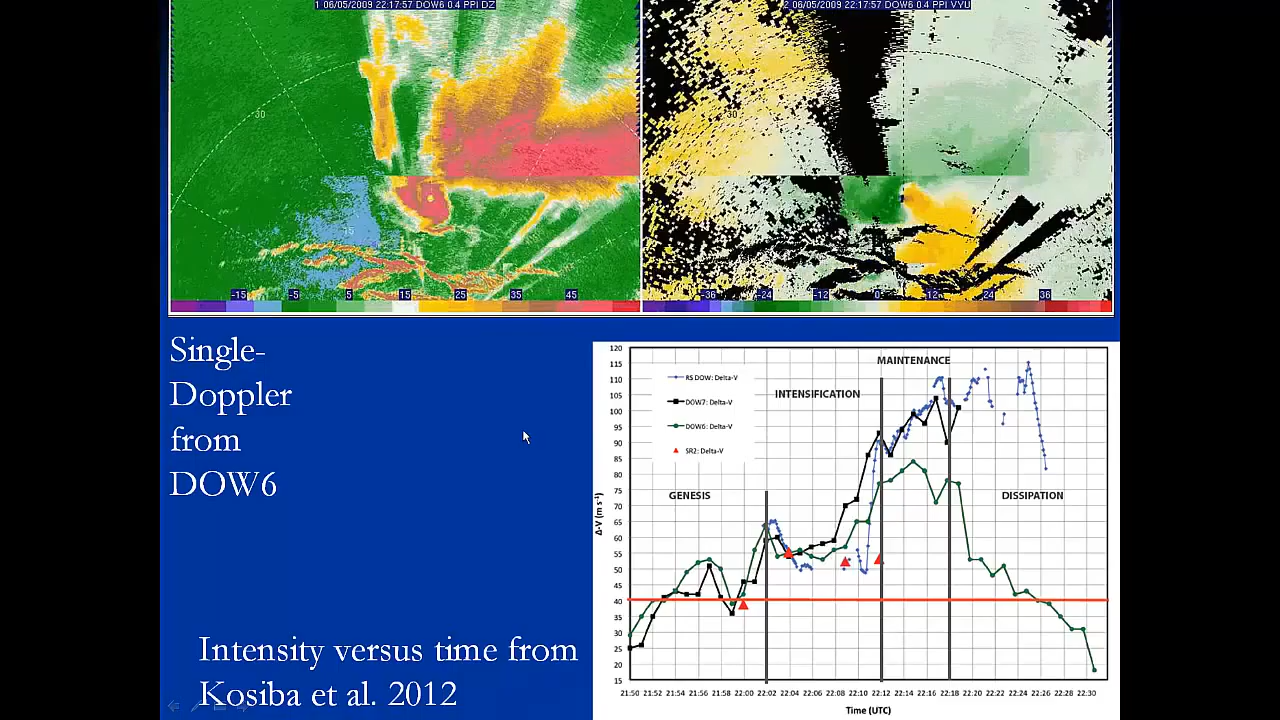 1 06/05/2009 22:17:57 DOW6 0.4 PPI DZ
2 06/05/2009 22:17:57 DOW6 0.4 PPI VYU
30
30
-15 -5 5 15 25 35 45
-36 -24 -12 0 12 24 36
Single-
Doppler
from
DOW6
Intensity versus time from
Kosiba et al. 2012
MAINTENANCE
INTENSIFICATION
GENESIS
DISSIPATION
RS DOW: Delta-V
DOW7: Delta-V
DOW6: Delta-V
SR2: Delta-V
Δ-V (m s⁻¹)
120
115
110
105
100
95
90
85
80
75
70
65
60
55
50
45
40
35
30
25
20
15
21:50 21:52 21:54 21:56 21:58 22:00 22:02 22:04 22:06 22:08 22:10 22:12 22:14 22:16 22:18 22:20 22:22 22:24 22:26 22:28 22:30
Time (UTC)